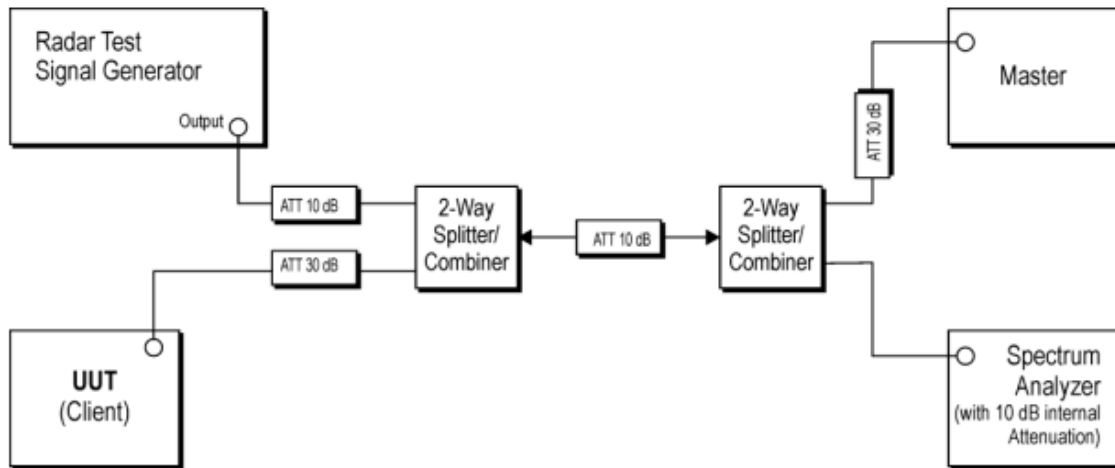 Radar Test
Signal Generator
Output
ATT 10 dB
ATT 30 dB
UUT
(Client)
2-Way
Splitter/
Combiner
ATT 10 dB
2-Way
Splitter/
Combiner
ATT 30 dB
Master
Spectrum
Analyzer
(with 10 dB internal
Attenuation)